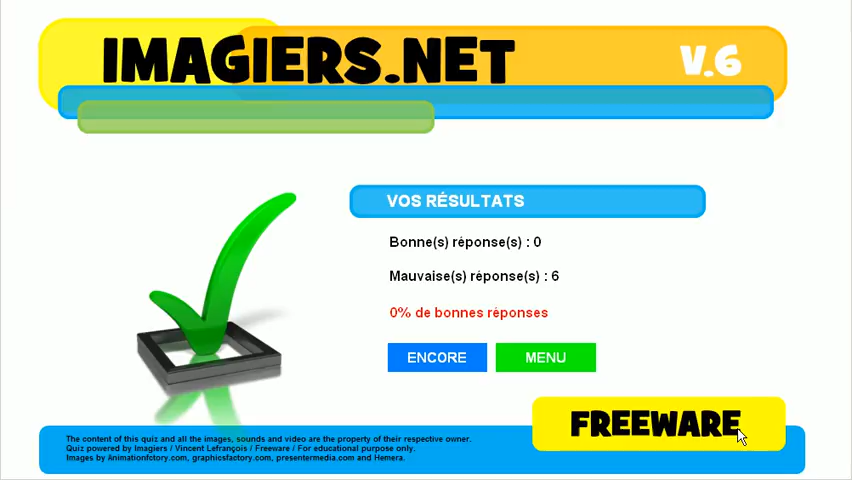 IMAGIERS.NET
V.6
VOS RÉSULTATS
Bonne(s) réponse(s) : 0
Mauvaise(s) réponse(s) : 6
0% de bonnes réponses
ENCORE
MENU
FREEWARE
The content of this quiz and all the images, sounds and video are the property of their respective owner.
Quiz powered by Imagiers / Vincent Lefrançois / Freeware / For educational purpose only.
Images by Animationfctory.com, graphicsfactory.com, presentermedia.com and Hemera.